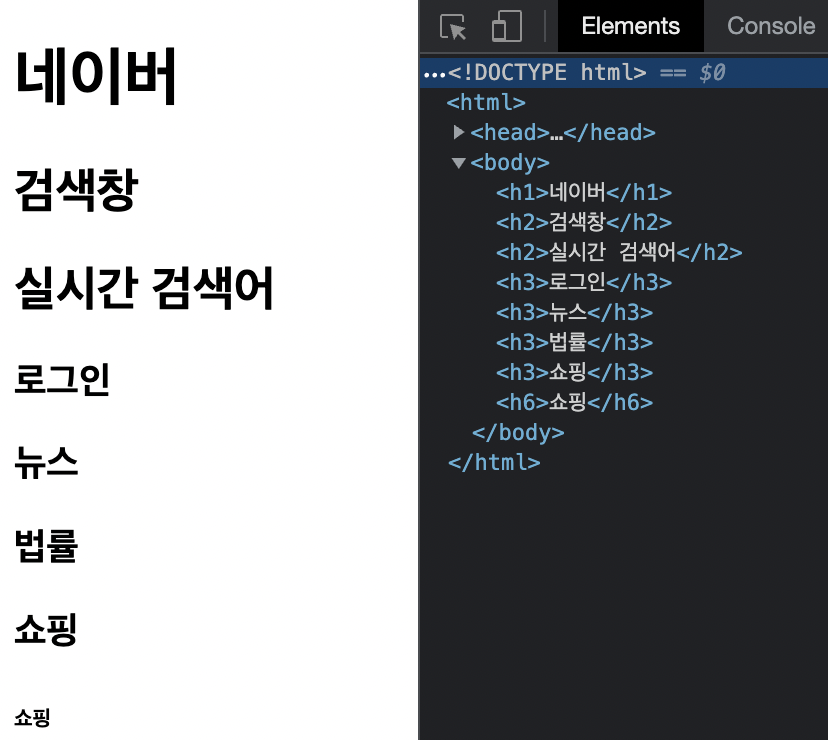 네이버
검색창
실시간 검색어
로그인
뉴스
법률
쇼핑
쇼핑
Elements Console
…<!DOCTYPE html> == $0
<html>
<head>…</head>
<body>
<h1>네이버</h1>
<h2>검색창</h2>
<h2>실시간 검색어</h2>
<h3>로그인</h3>
<h3>뉴스</h3>
<h3>법률</h3>
<h3>쇼핑</h3>
<h6>쇼핑</h6>
</body>
</html>